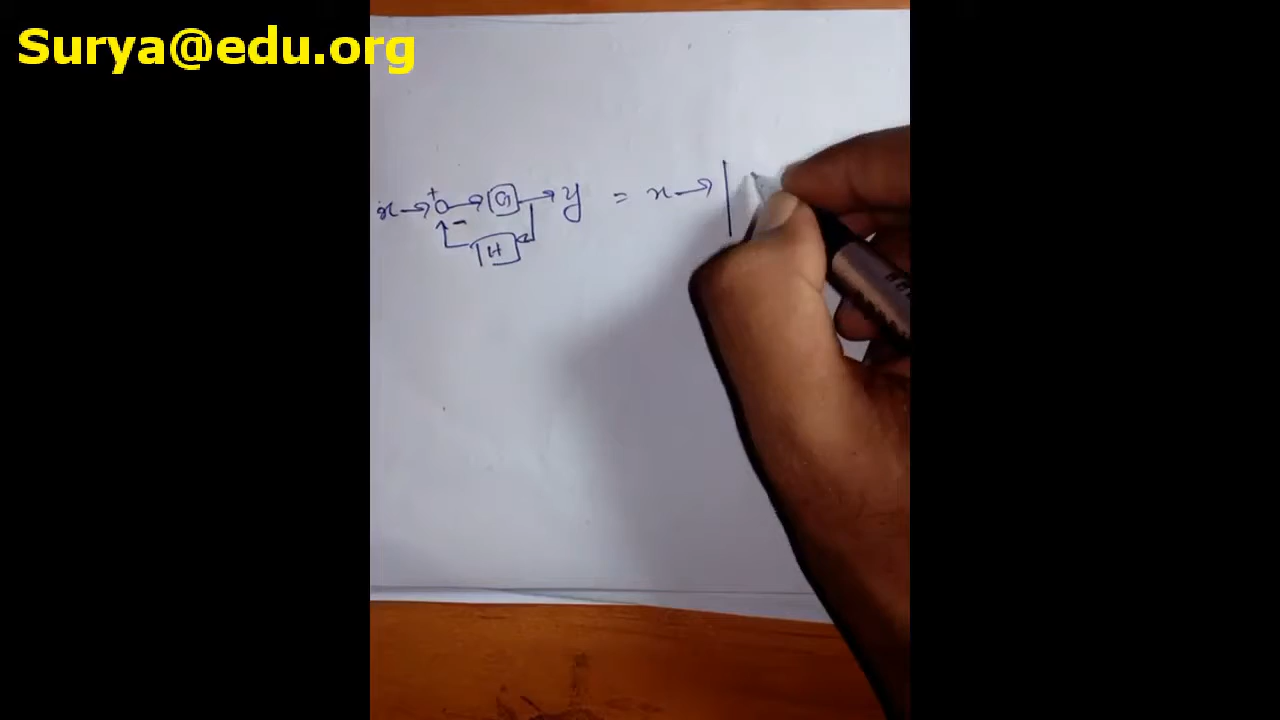 Surya@edu.org
x + G y = x
- H